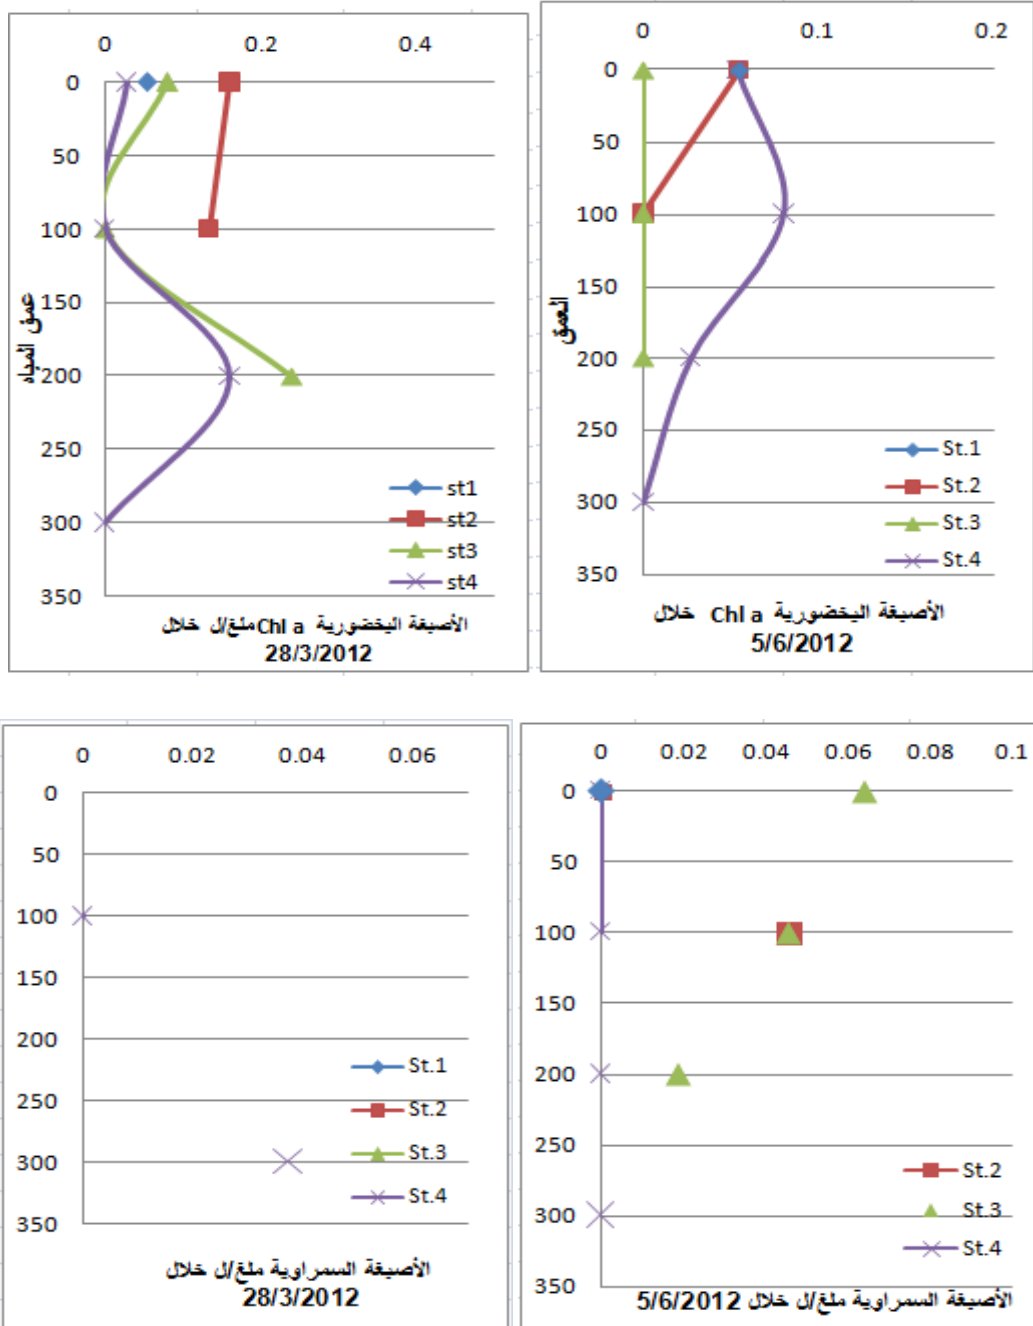 0 0.2 0.4
0
50
100
150
200
250
300
350
عمق المياه
st1
st2
st3
st4
الأصبغة اليخضورية Chl a ملغ/ل خلال
28/3/2012
0 0.1 0.2
0
50
100
150
200
250
300
350
العمق
St.1
St.2
St.3
St.4
الأصبغة اليخضورية Chl a خلال
5/6/2012
0 0.02 0.04 0.06
0
50
100
150
200
250
300
350
St.1
St.2
St.3
St.4
الأصبغة السمراوية ملغ/ل خلال
28/3/2012
0 0.02 0.04 0.06 0.08 0.1
0
50
100
150
200
250
300
350
St.2
St.3
St.4
الأصبغة السمراوية ملغ/ل خلال 5/6/2012